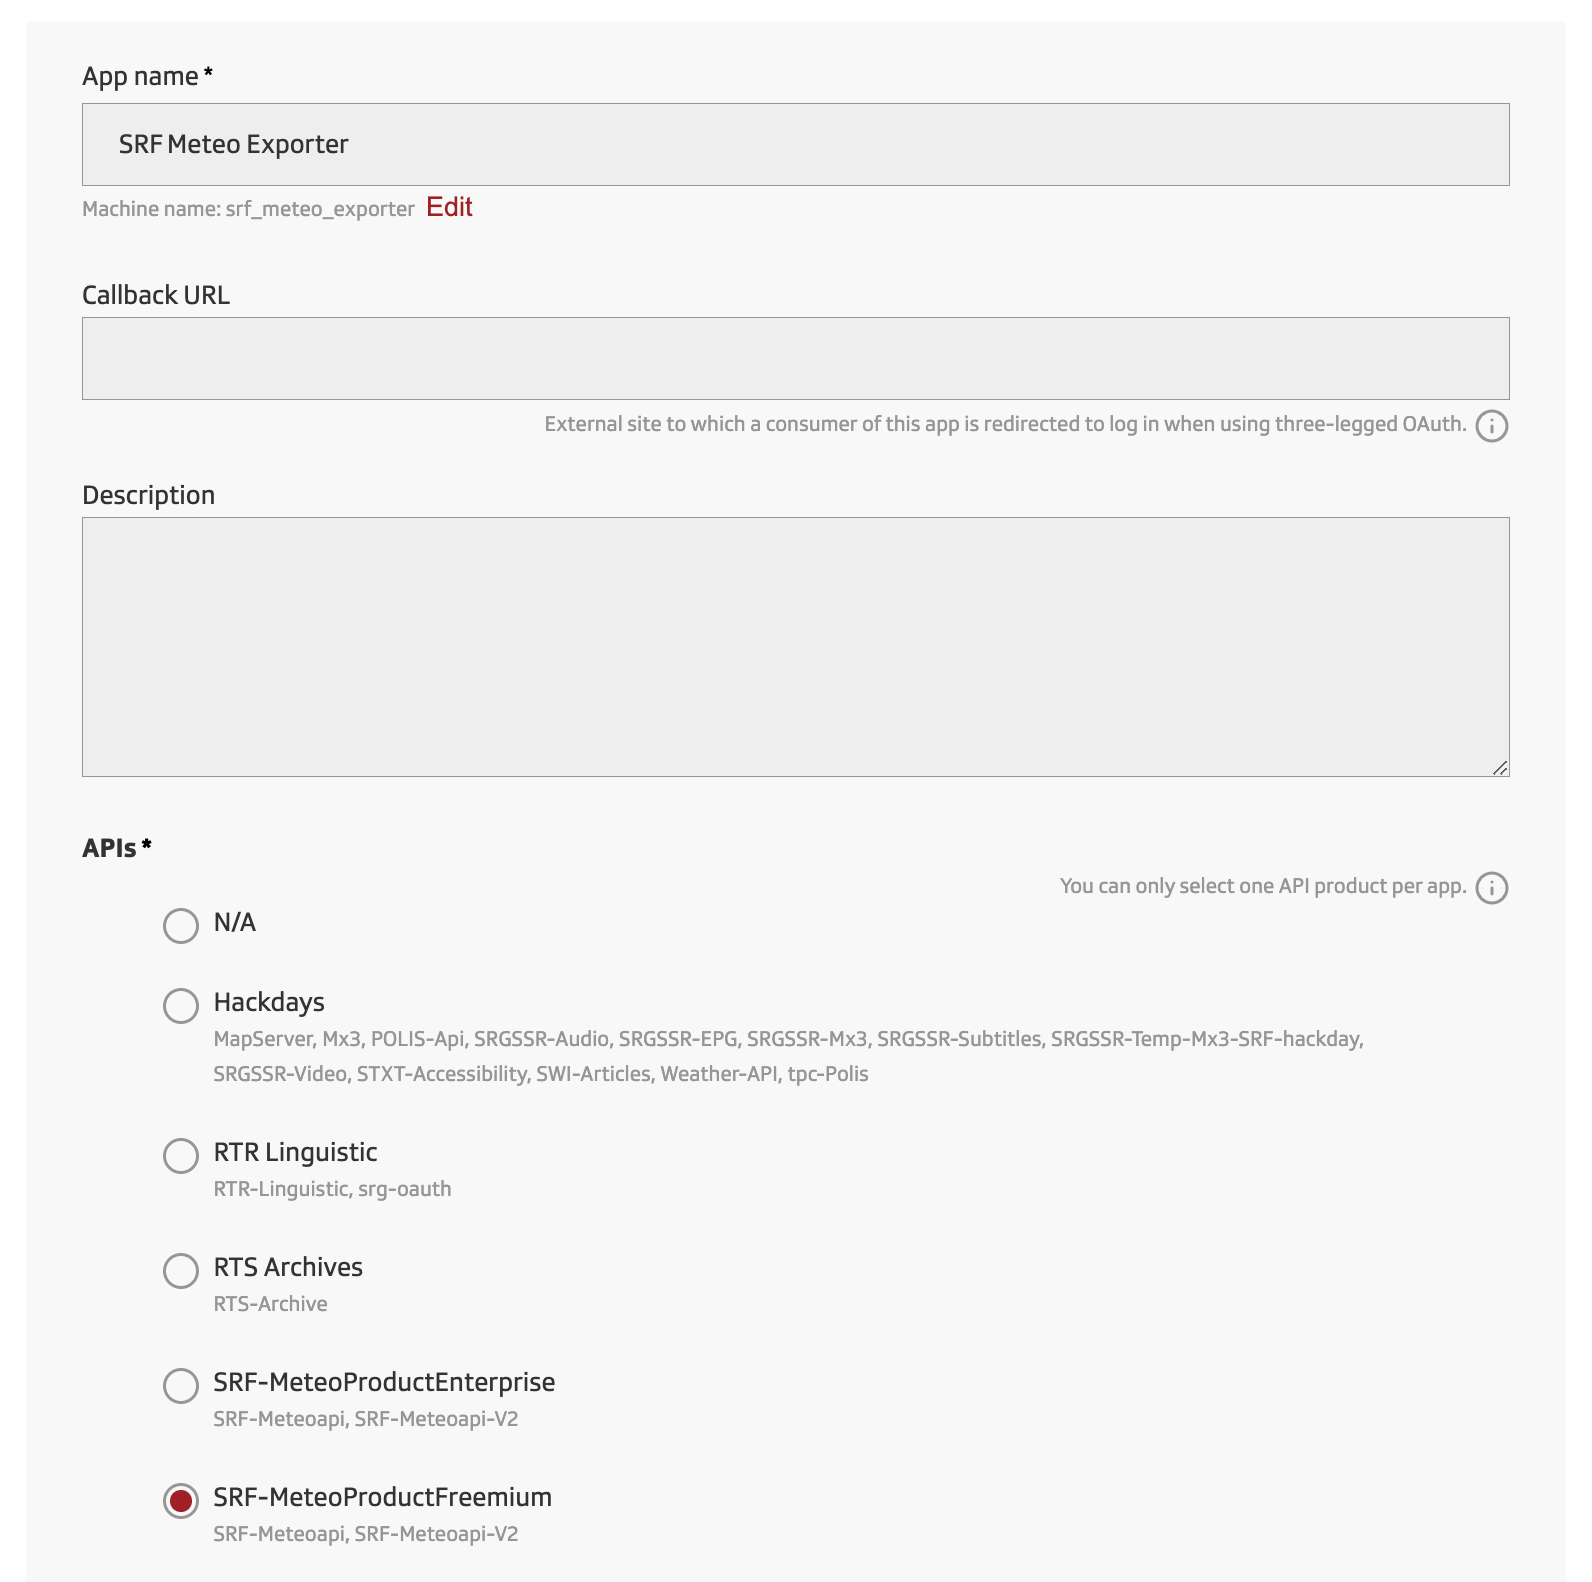 App name *
SRF Meteo Exporter
Machine name: srf_meteo_exporter Edit
Callback URL
External site to which a consumer of this app is redirected to log in when using three-legged OAuth.
Description
APIs *
You can only select one API product per app.
N/A
Hackdays
MapServer, Mx3, POLIS-Api, SRGSSR-Audio, SRGSSR-EPG, SRGSSR-Mx3, SRGSSR-Subtitles, SRGSSR-Temp-Mx3-SRF-hackday,
SRGSSR-Video, STXT-Accessibility, SWI-Articles, Weather-API, tpc-Polis
RTR Linguistic
RTR-Linguistic, srg-oauth
RTS Archives
RTS-Archive
SRF-MeteoProductEnterprise
SRF-Meteoapi, SRF-Meteoapi-V2
SRF-MeteoProductFreemium
SRF-Meteoapi, SRF-Meteoapi-V2